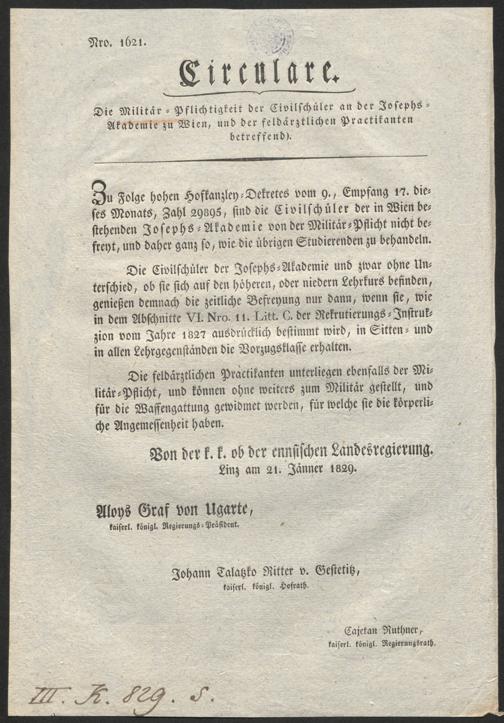 Nro. 1621.
Circulare.
Die Militär-Pflichtigkeit der Civilschüler an der Josephs-
Akademie zu Wien, und der feldärztlichen Practikanten
betreffend).
Zu Folge hohen Hofkanzley-Dekretes vom 9., Empfang 17. die-
ses Monats, Zahl 29895, sind die Civilschüler der in Wien be-
stehenden Josephs-Akademie von der Militär-Pflicht nicht be-
freyt, und daher ganz so, wie die übrigen Studierenden zu behandeln.
Die Civilschüler der Josephs-Akademie und zwar ohne Un-
terschied, ob sie sich auf den höheren, oder niedern Lehrkurs befinden,
genießen demnach die zeitliche Befreyung nur dann, wenn sie, wie
in dem Abschnitte VI. Nro. 11. Litt. C. der Rekrutierungs-Instruk-
zion vom Jahre 1827 ausdrücklich bestimmt wird, in Sitten- und
in allen Lehrgegenständen die Vorzugsklasse erhalten.
Die feldärztlichen Practikanten unterliegen ebenfalls der Mi-
litär-Pflicht, und können ohne weiters zum Militär gestellt, und
für die Waffengattung gewidmet werden, für welche sie die körperli-
che Angemessenheit haben.
Von der k. k. ob der ennsischen Landesregierung.
Linz am 21. Jänner 1829.
Aloys Graf von Ugarte,
kaiserl. königl. Regierungs-Präsident.
Johann Talatzko Ritter v. Gestetitz,
kaiserl. königl. Hofrath.
Cajetan Ruthner,
kaiserl. königl. Regierungsrath.
III. K. 829. S.